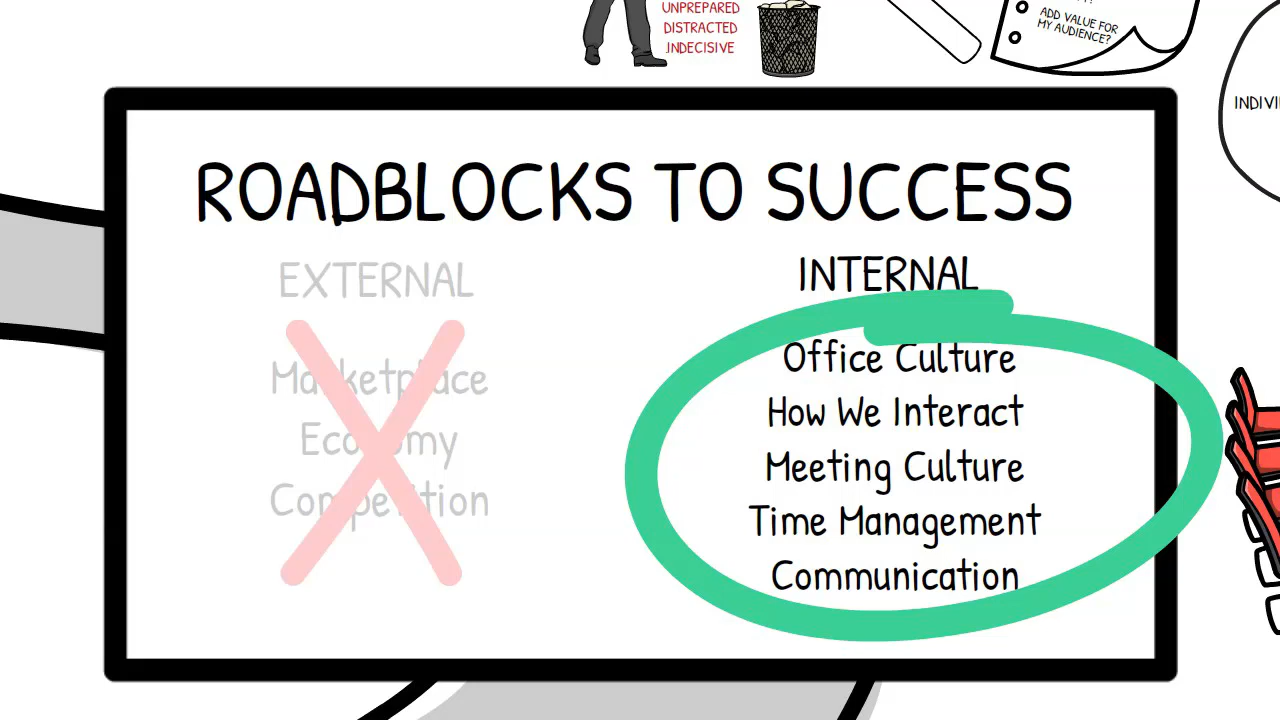 UNPREPARED
DISTRACTED
INDECISIVE
ADD VALUE FOR
MY AUDIENCE?
ROADBLOCKS TO SUCCESS
EXTERNAL
Marketplace
Economy
Competition
INTERNAL
Office Culture
How We Interact
Meeting Culture
Time Management
Communication